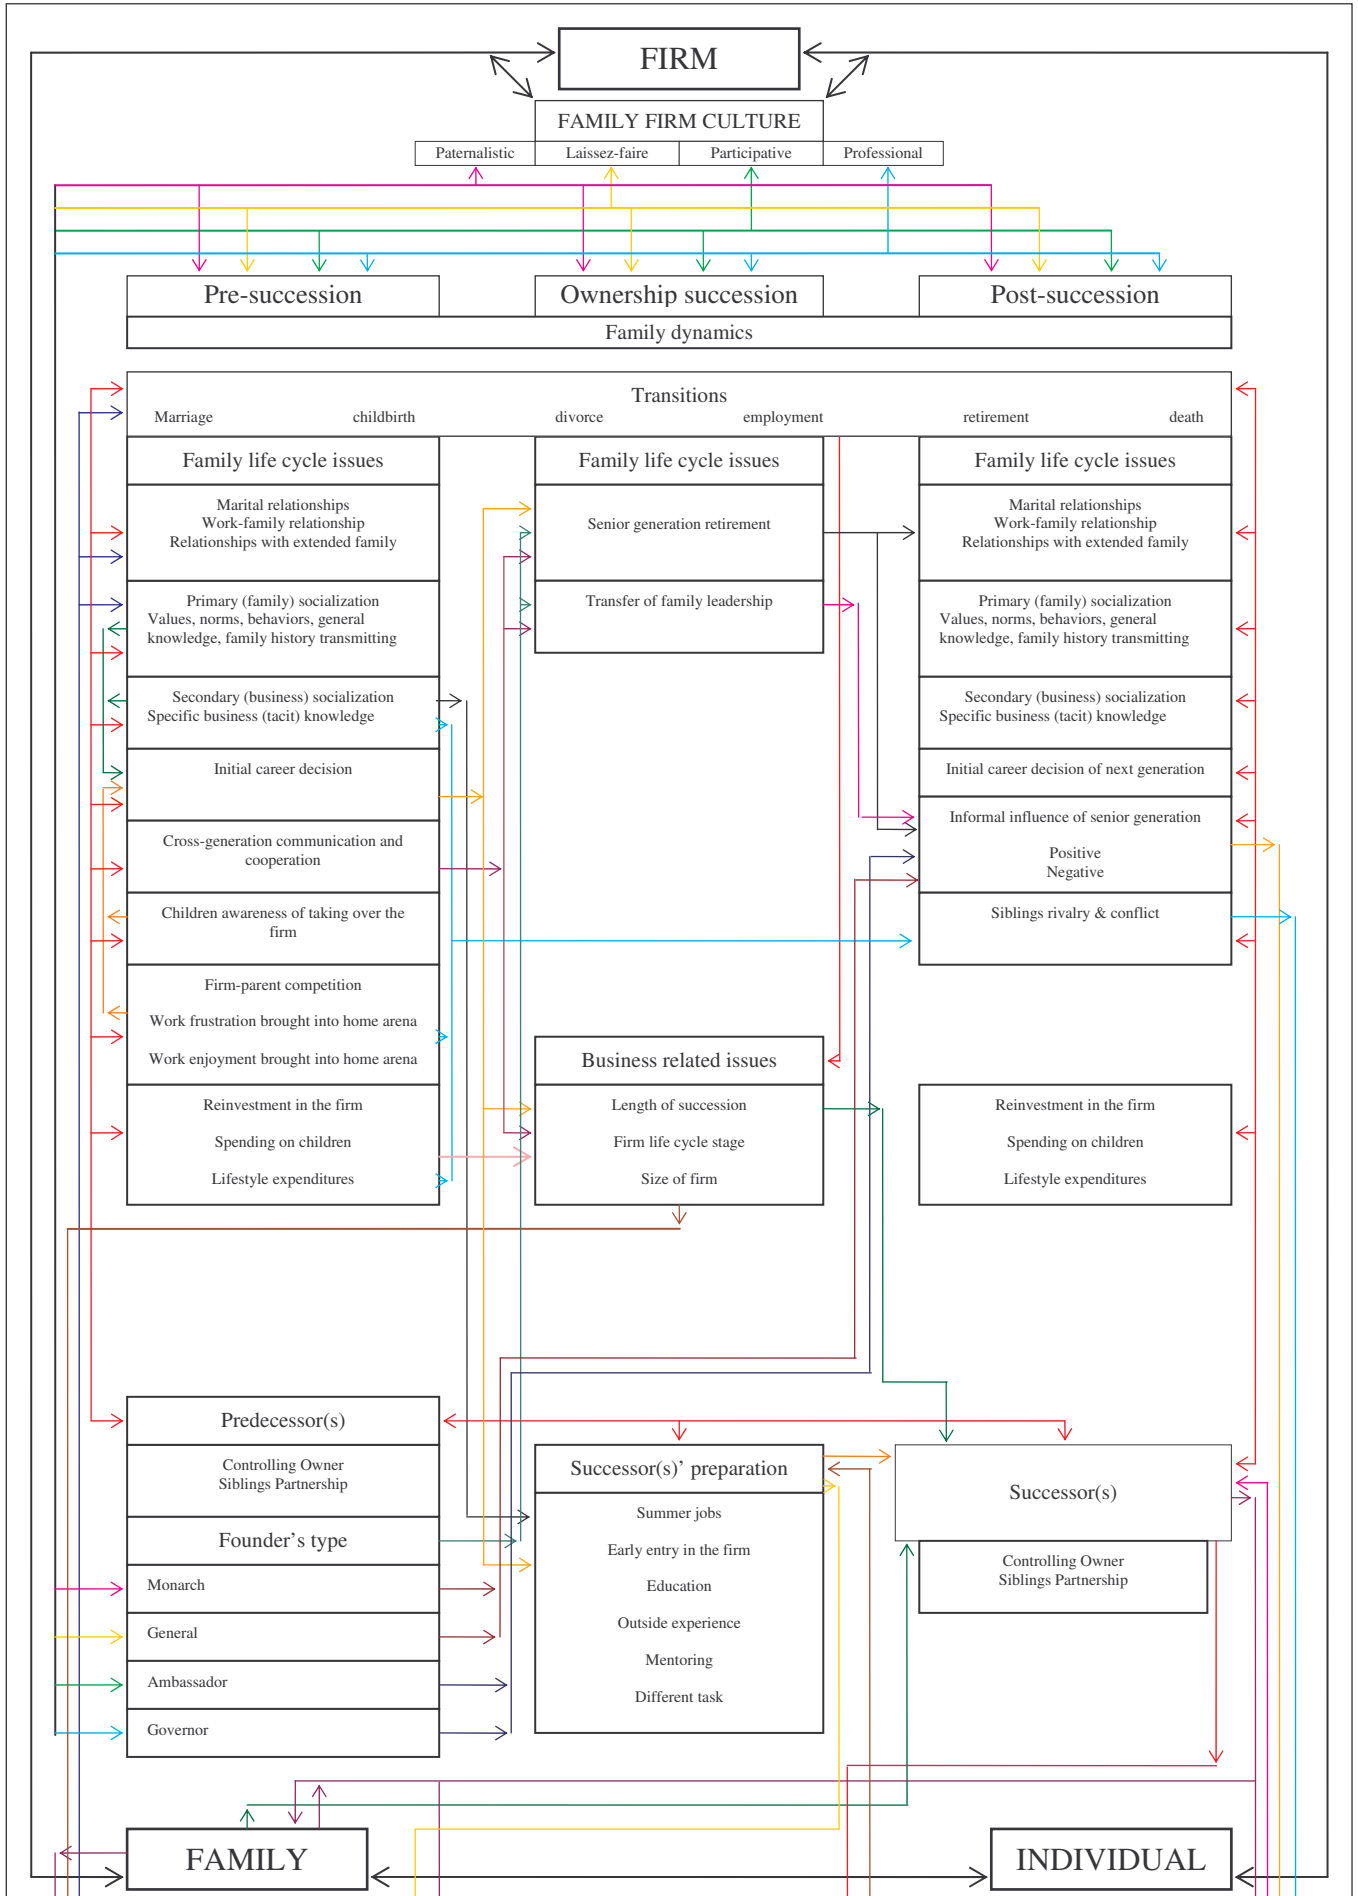 FIRM
FAMILY FIRM CULTURE
Paternalistic
Laissez-faire
Participative
Professional
Pre-succession
Ownership succession
Post-succession
Family dynamics
Transitions
Marriage
childbirth
divorce
employment
retirement
death
Family life cycle issues
Marital relationships
Work-family relationship
Relationships with extended family
Primary (family) socialization
Values, norms, behaviors, general
knowledge, family history transmitting
Secondary (business) socialization
Specific business (tacit) knowledge
Initial career decision
Cross-generation communication and
cooperation
Children awareness of taking over the
firm
Firm-parent competition
Work frustration brought into home arena
Work enjoyment brought into home arena
Reinvestment in the firm
Spending on children
Lifestyle expenditures
Family life cycle issues
Senior generation retirement
Transfer of family leadership
Business related issues
Length of succession
Firm life cycle stage
Size of firm
Family life cycle issues
Marital relationships
Work-family relationship
Relationships with extended family
Primary (family) socialization
Values, norms, behaviors, general
knowledge, family history transmitting
Secondary (business) socialization
Specific business (tacit) knowledge
Initial career decision of next generation
Informal influence of senior generation
Positive
Negative
Siblings rivalry & conflict
Reinvestment in the firm
Spending on children
Lifestyle expenditures
Predecessor(s)
Controlling Owner
Siblings Partnership
Founder's type
Monarch
General
Ambassador
Governor
Successor(s)' preparation
Summer jobs
Early entry in the firm
Education
Outside experience
Mentoring
Different task
Successor(s)
Controlling Owner
Siblings Partnership
FAMILY
INDIVIDUAL